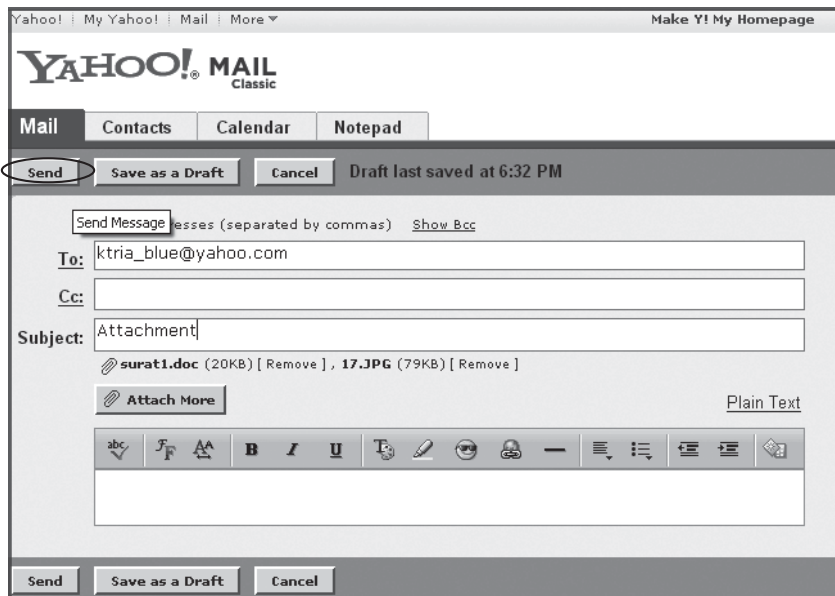 Yahoo! My Yahoo! Mail More Make Y! My Homepage
YAHOO!® MAIL
Classic
Mail Contacts Calendar Notepad
Send Save as a Draft Cancel Draft last saved at 6:32 PM
Send Message (separated by commas) Show Bcc
To: ktria_blue@yahoo.com
Cc:
Subject: Attachment
surat1.doc (20KB) [ Remove ] , 17.JPG (79KB) [ Remove ]
Attach More Plain Text
abc B I U
Send Save as a Draft Cancel